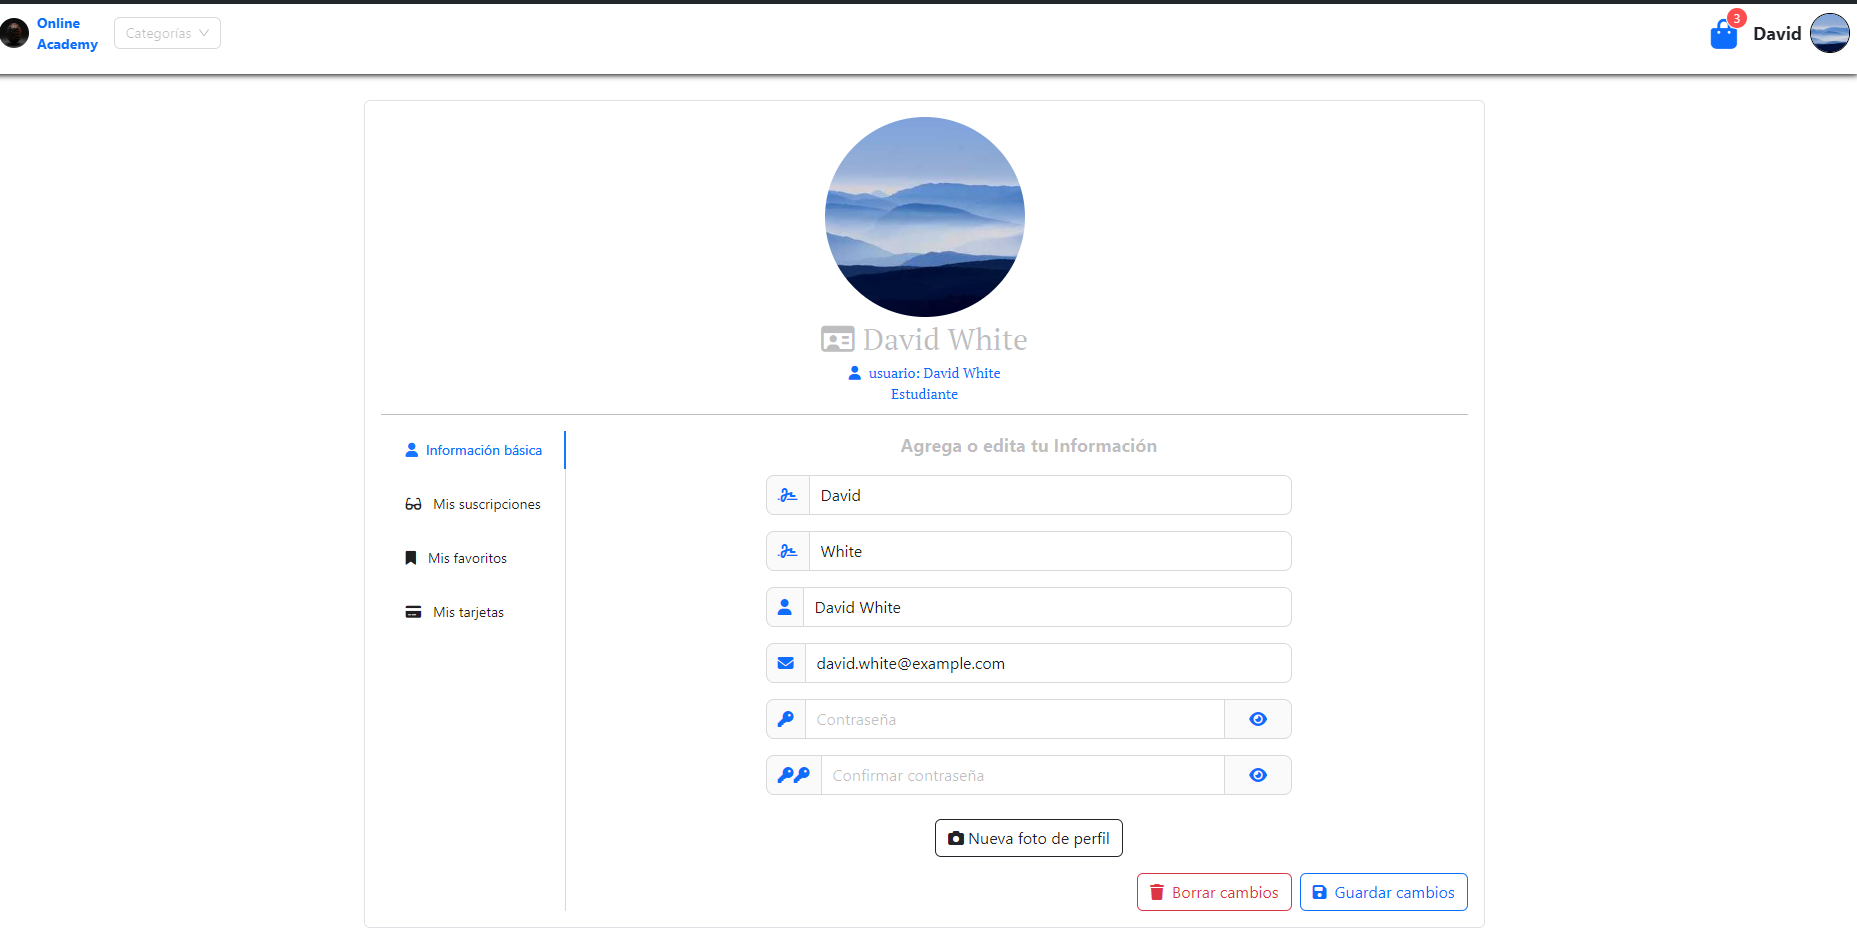 Online
Academy
Categorías
3
David
David White
usuario: David White
Estudiante
Información básica
Mis suscripciones
Mis favoritos
Mis tarjetas
Agrega o edita tu Información
David
White
David White
david.white@example.com
Contraseña
Confirmar contraseña
Nueva foto de perfil
Borrar cambios
Guardar cambios